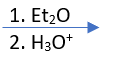 1. Et₂O
2. H₃O⁺